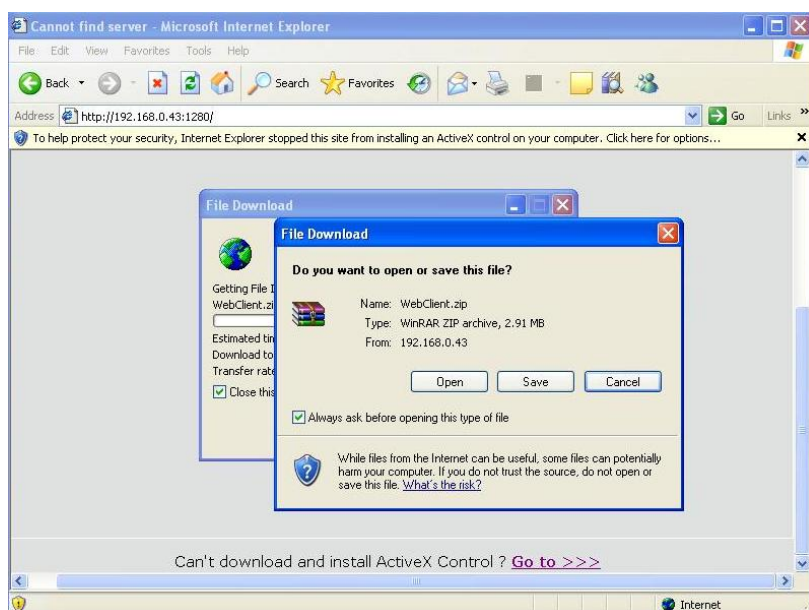 Cannot find server - Microsoft Internet Explorer
File Edit View Favorites Tools Help
Back Search Favorites
Address http://192.168.0.43:1280/ Go Links »
To help protect your security, Internet Explorer stopped this site from installing an ActiveX control on your computer. Click here for options...
File Download
File Download
Do you want to open or save this file?
Getting File I
Name: WebClient.zip
WebClient.zi
Type: WinRAR ZIP archive, 2.91 MB
Estimated tim
From: 192.168.0.43
Download to
Transfer rate
Open Save Cancel
Close this
Always ask before opening this type of file
While files from the Internet can be useful, some files can potentially
harm your computer. If you do not trust the source, do not open or
save this file. What's the risk?
Can't download and install ActiveX Control ? Go to >>>
Internet